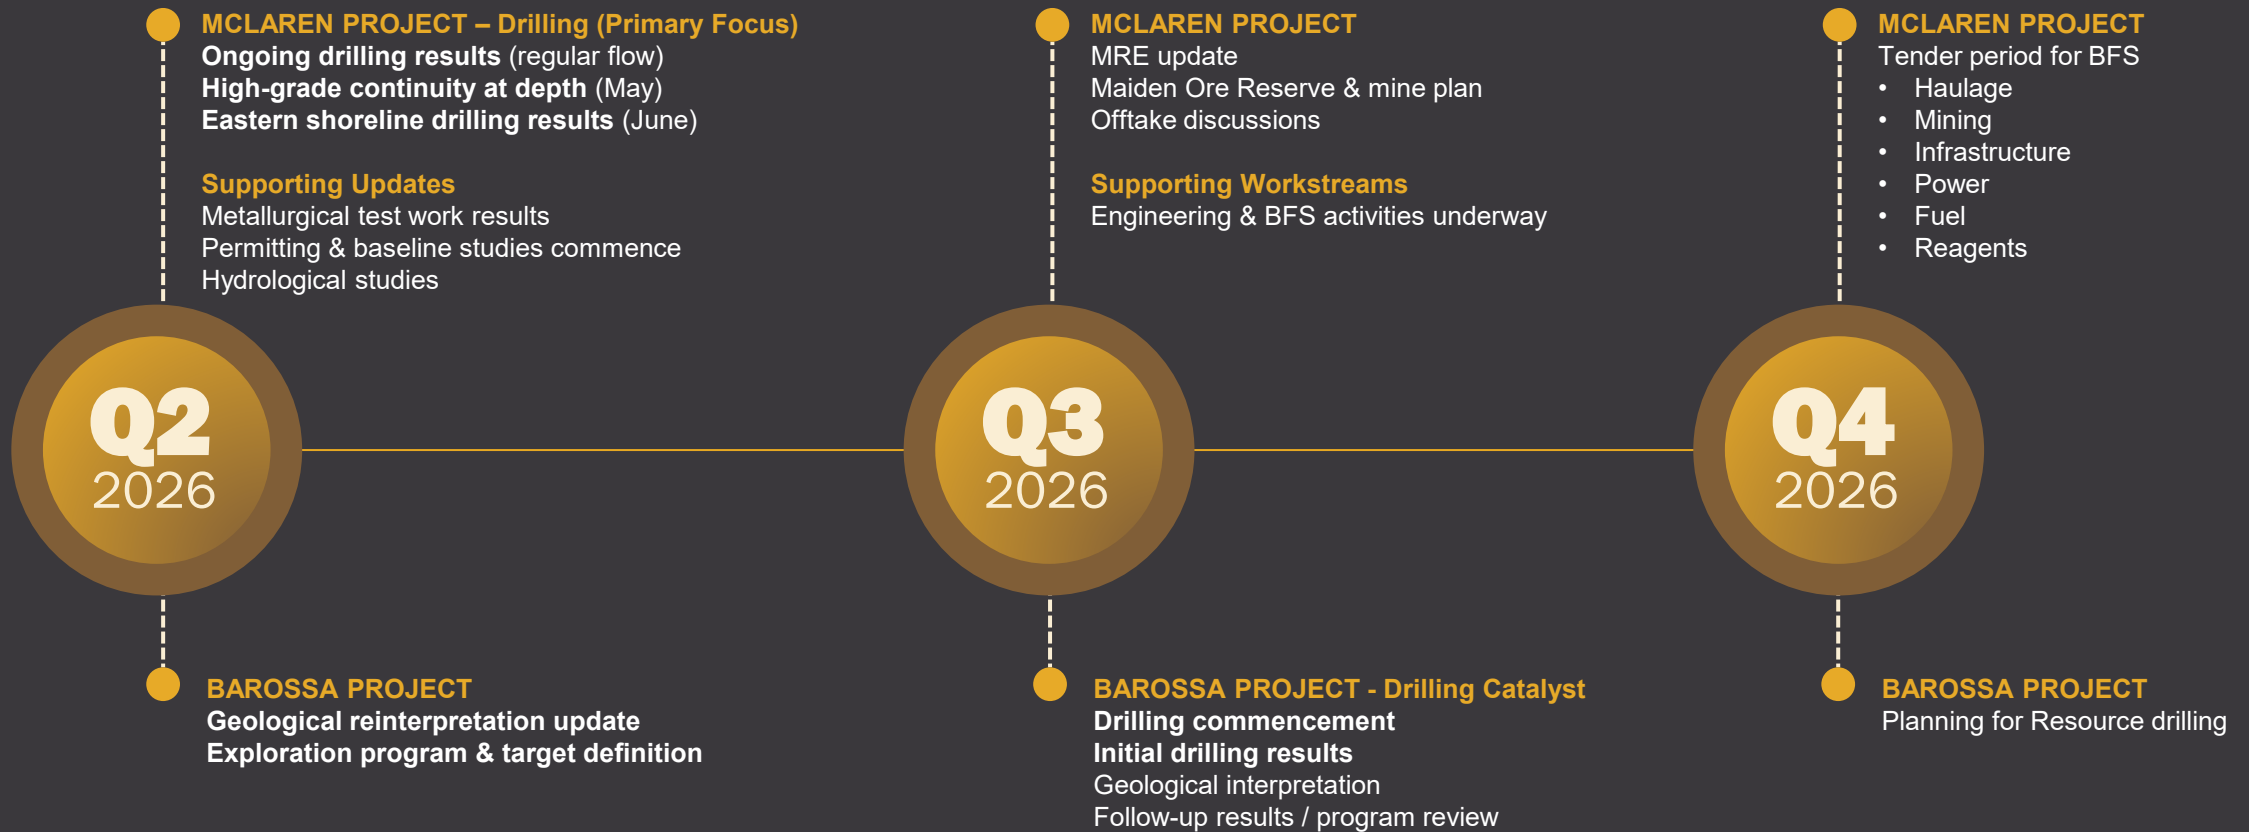 MCLAREN PROJECT – Drilling (Primary Focus)
Ongoing drilling results (regular flow)
High-grade continuity at depth (May)
Eastern shoreline drilling results (June)
Supporting Updates
Metallurgical test work results
Permitting & baseline studies commence
Hydrological studies
MCLAREN PROJECT
MRE update
Maiden Ore Reserve & mine plan
Offtake discussions
Supporting Workstreams
Engineering & BFS activities underway
MCLAREN PROJECT
Tender period for BFS
• Haulage
• Mining
• Infrastructure
• Power
• Fuel
• Reagents
Q2
2026
Q3
2026
Q4
2026
BAROSSA PROJECT
Geological reinterpretation update
Exploration program & target definition
BAROSSA PROJECT - Drilling Catalyst
Drilling commencement
Initial drilling results
Geological interpretation
Follow-up results / program review
BAROSSA PROJECT
Planning for Resource drilling